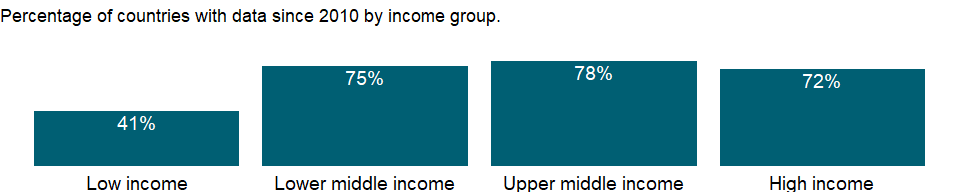 Percentage of countries with data since 2010 by income group.
41% 75% 78% 72%
Low income Lower middle income Upper middle income High income